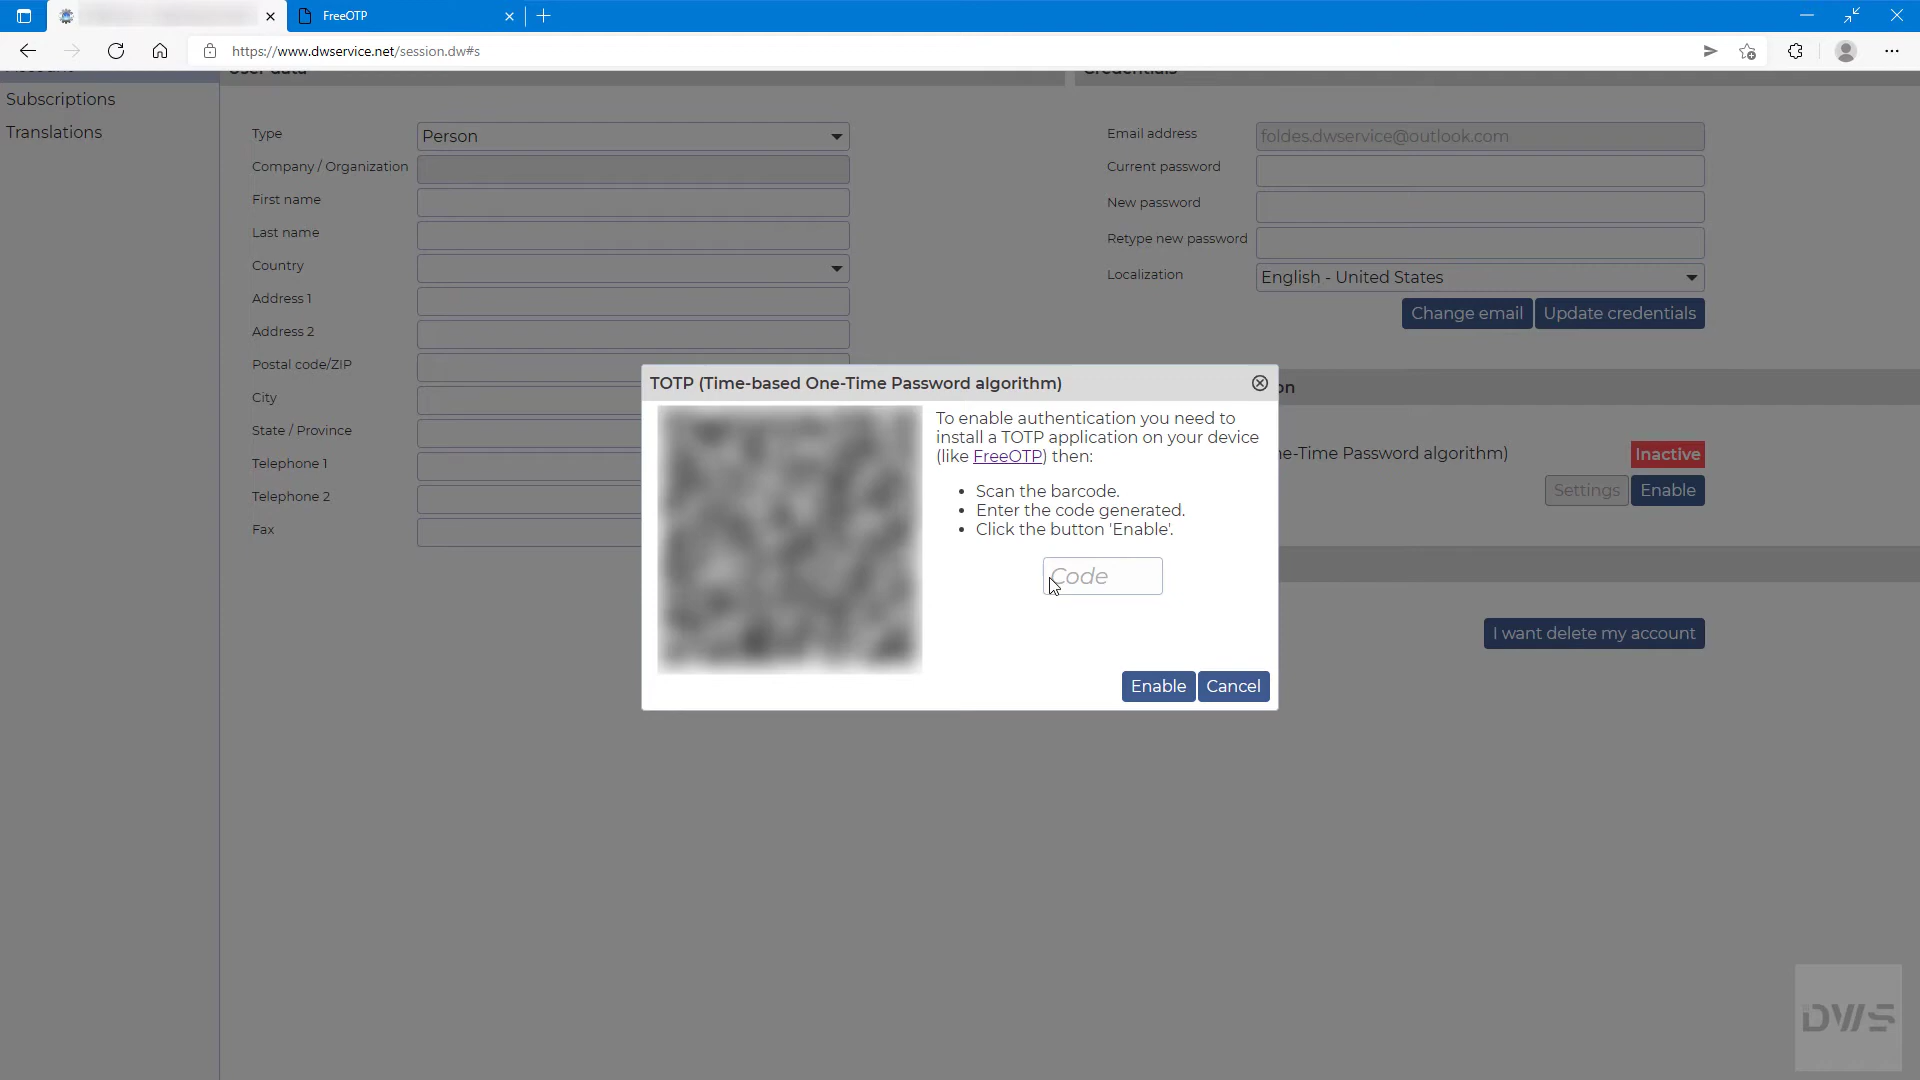 FreeOTP
https://www.dwservice.net/session.dw#s
User data
Credentials
Subscriptions
Translations
Type
Person
Company / Organization
First name
Last name
Country
Address 1
Address 2
Postal code/ZIP
City
State / Province
Telephone 1
Telephone 2
Fax
Email address
foldes.dwservice@outlook.com
Current password
New password
Retype new password
Localization
English - United States
Change email
Update credentials
on
ne-Time Password algorithm)
Inactive
Settings
Enable
I want delete my account
TOTP (Time-based One-Time Password algorithm)
To enable authentication you need to
install a TOTP application on your device
(like FreeOTP) then:
• Scan the barcode.
• Enter the code generated.
• Click the button 'Enable'.
Code
Enable
Cancel
DWS